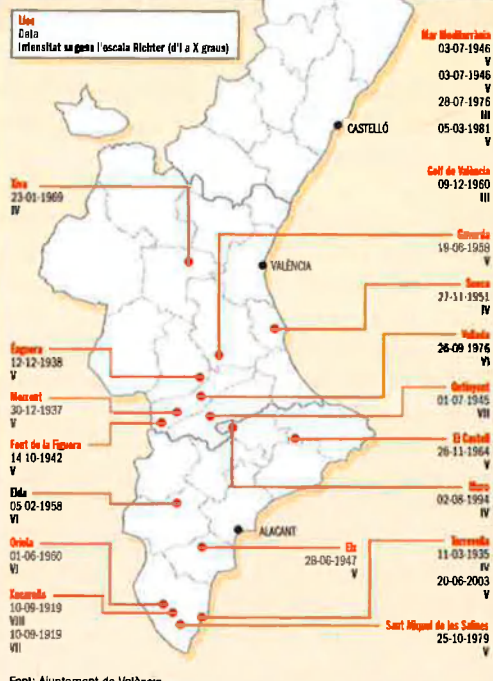 Lloc
Data
Intensitat segons l'escala Richter (d'I a X graus)
Mar Mediterrània
03-07-1946
V
03-07-1946
V
28-07-1976
III
05-03-1981
V
CASTELLÓ
Golf de València
09-12-1960
III
Xiva
23-01-1969
IV
Gavarda
19-06-1958
V
VALÈNCIA
Sueca
27-11-1951
IV
Vallada
26-09 1976
VI
Énguera
12-12-1938
V
Moixent
30-12-1937
V
Ontinyent
01-07-1945
VII
Font de la Figuera
14 10-1942
V
El Castell
26-11-1964
V
Elda
05 02-1958
VI
Muro
02-08-1994
IV
ALACANT
Oriola
01-06-1960
VI
Elx
28-06-1947
V
Torrevella
11-03-1935
IV
20-06-2003
V
Xacarella
10-09-1919
VIII
10-09-1919
VII
Sant Miquel de les Salines
25-10-1979
V
Font: Ajuntament de València